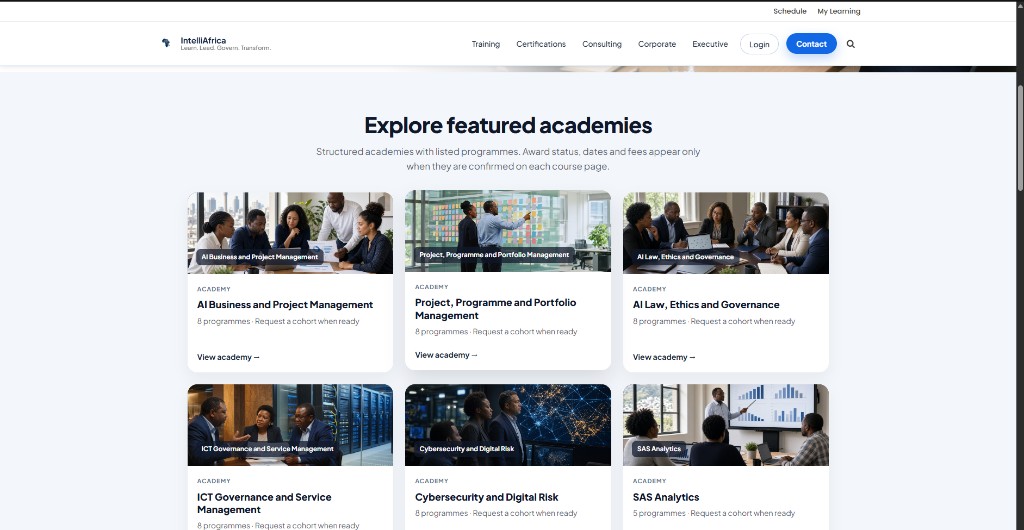 Schedule My Learning
IntelliAfrica
Learn. Lead. Govern. Transform.
Training Certifications Consulting Corporate Executive Login Contact
Explore featured academies
Structured academies with listed programmes. Award status, dates and fees appear only
when they are confirmed on each course page.
AI Business and Project Management
ACADEMY
AI Business and Project Management
8 programmes · Request a cohort when ready
View academy →
Project, Programme and Portfolio Management
ACADEMY
Project, Programme and Portfolio
Management
8 programmes · Request a cohort when ready
View academy →
AI Law, Ethics and Governance
ACADEMY
AI Law, Ethics and Governance
8 programmes · Request a cohort when ready
View academy →
ICT Governance and Service Management
ACADEMY
ICT Governance and Service
Management
8 programmes · Request a cohort when ready
Cybersecurity and Digital Risk
ACADEMY
Cybersecurity and Digital Risk
8 programmes · Request a cohort when ready
SAS Analytics
ACADEMY
SAS Analytics
5 programmes · Request a cohort when ready